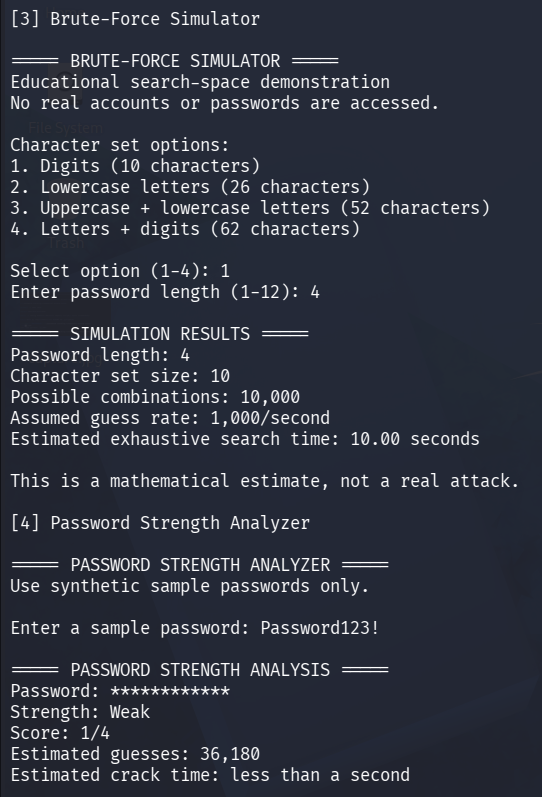 [3] Brute-Force Simulator
═════ BRUTE-FORCE SIMULATOR ═════
Educational search-space demonstration
No real accounts or passwords are accessed.
File System
Character set options:
1. Digits (10 characters)
2. Lowercase letters (26 characters)
3. Uppercase + lowercase letters (52 characters)
4. Letters + digits (62 characters)
Trash
Select option (1-4): 1
Enter password length (1-12): 4
═════ SIMULATION RESULTS ═════
Password length: 4
Character set size: 10
Possible combinations: 10,000
Assumed guess rate: 1,000/second
Estimated exhaustive search time: 10.00 seconds
This is a mathematical estimate, not a real attack.
[4] Password Strength Analyzer
═════ PASSWORD STRENGTH ANALYZER ═════
Use synthetic sample passwords only.
Enter a sample password: Password123!
═════ PASSWORD STRENGTH ANALYSIS ═════
Password: ************
Strength: Weak
Score: 1/4
Estimated guesses: 36,180
Estimated crack time: less than a second